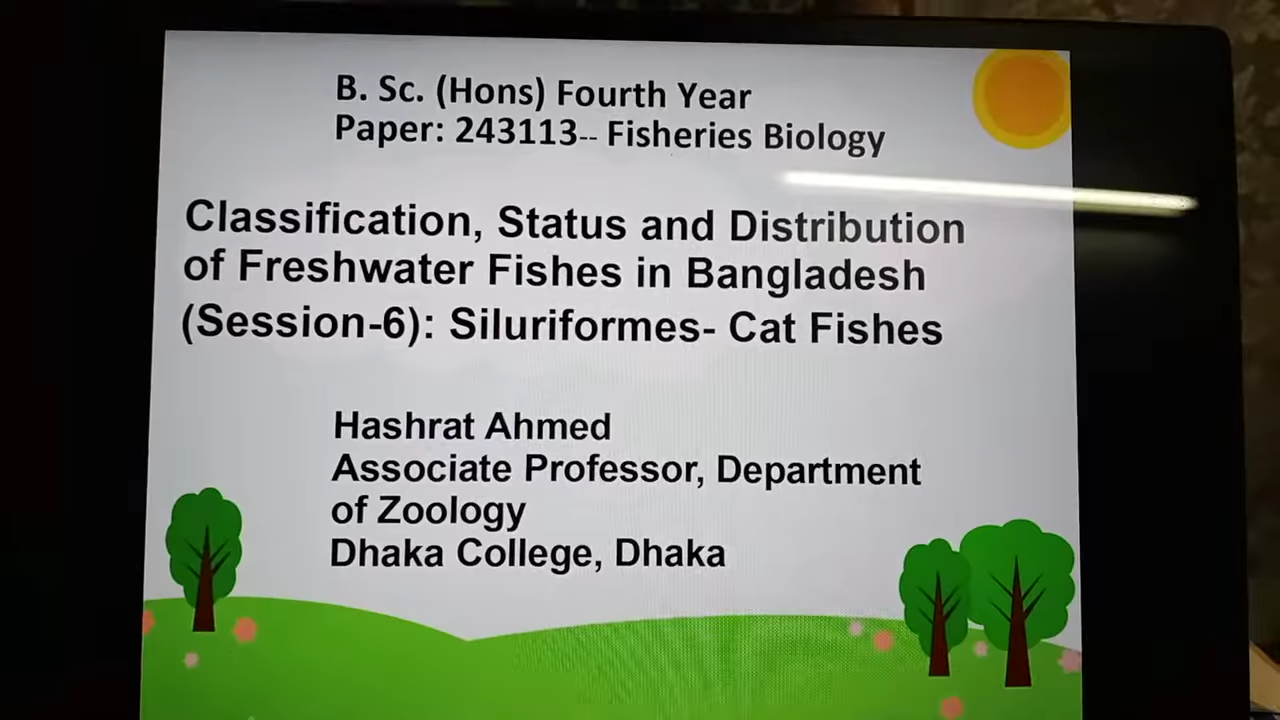 B. Sc. (Hons) Fourth Year
Paper: 243113-- Fisheries Biology
Classification, Status and Distribution
of Freshwater Fishes in Bangladesh
(Session-6): Siluriformes- Cat Fishes
Hashrat Ahmed
Associate Professor, Department
of Zoology
Dhaka College, Dhaka